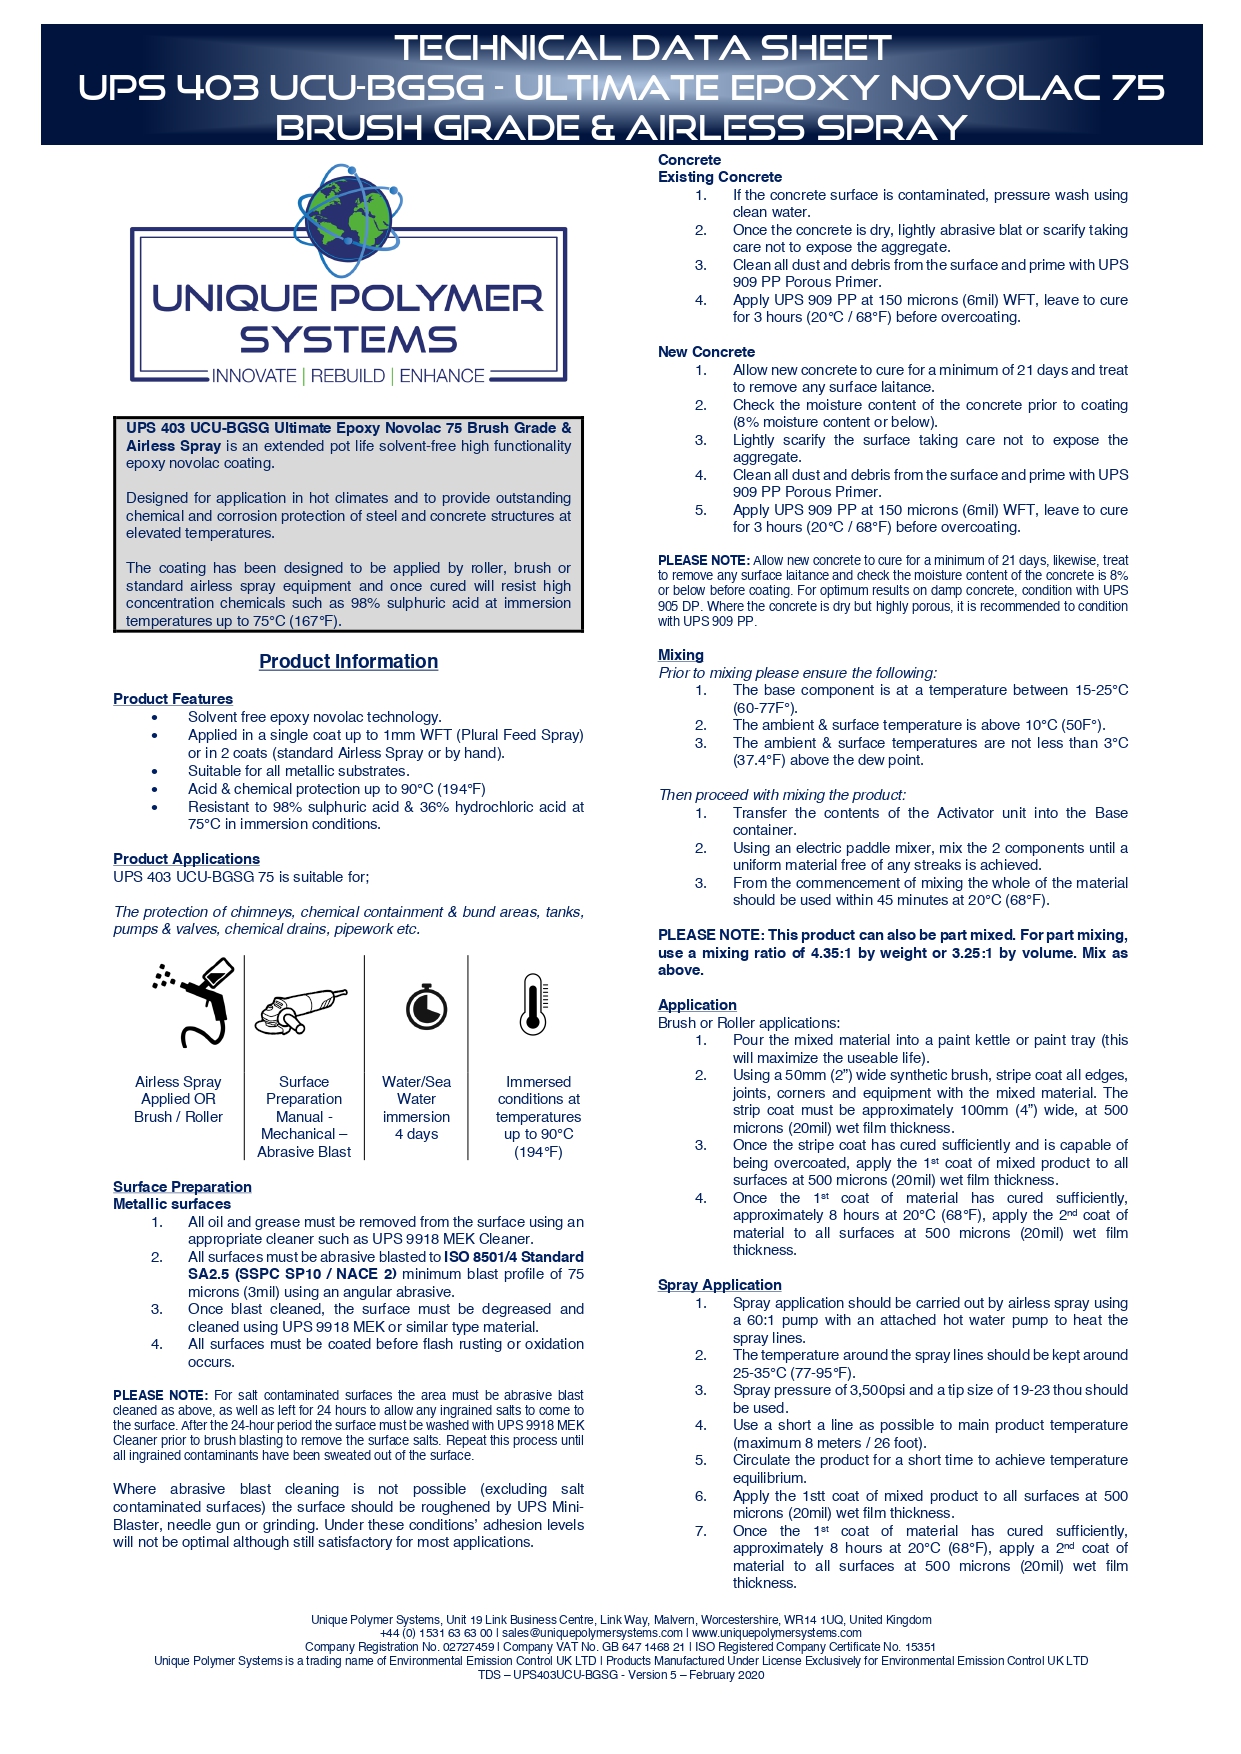 TECHNICAL DATA SHEET
UPS 403 UCU-BGSG - ULTIMATE EPOXY NOVOLAC 75
BRUSH GRADE & AIRLESS SPRAY
UNIQUE POLYMER
SYSTEMS
INNOVATE | REBUILD | ENHANCE
UPS 403 UCU-BGSG Ultimate Epoxy Novolac 75 Brush Grade &
Airless Spray is an extended pot life solvent-free high functionality
epoxy novolac coating.
Designed for application in hot climates and to provide outstanding
chemical and corrosion protection of steel and concrete structures at
elevated temperatures.
The coating has been designed to be applied by roller, brush or
standard airless spray equipment and once cured will resist high
concentration chemicals such as 98% sulphuric acid at immersion
temperatures up to 75°C (167°F).
Product Information
Product Features
• Solvent free epoxy novolac technology.
• Applied in a single coat up to 1mm WFT (Plural Feed Spray)
or in 2 coats (standard Airless Spray or by hand).
• Suitable for all metallic substrates.
• Acid & chemical protection up to 90°C (194°F)
• Resistant to 98% sulphuric acid & 36% hydrochloric acid at
75°C in immersion conditions.
Product Applications
UPS 403 UCU-BGSG 75 is suitable for;
The protection of chimneys, chemical containment & bund areas, tanks,
pumps & valves, chemical drains, pipework etc.
Airless Spray
Applied OR
Brush / Roller
Surface
Preparation
Manual -
Mechanical –
Abrasive Blast
Water/Sea
Water
immersion
4 days
Immersed
conditions at
temperatures
up to 90°C
(194°F)
Surface Preparation
Metallic surfaces
1. All oil and grease must be removed from the surface using an
appropriate cleaner such as UPS 9918 MEK Cleaner.
2. All surfaces must be abrasive blasted to ISO 8501/4 Standard
SA2.5 (SSPC SP10 / NACE 2) minimum blast profile of 75
microns (3mil) using an angular abrasive.
3. Once blast cleaned, the surface must be degreased and
cleaned using UPS 9918 MEK or similar type material.
4. All surfaces must be coated before flash rusting or oxidation
occurs.
PLEASE NOTE: For salt contaminated surfaces the area must be abrasive blast
cleaned as above, as well as left for 24 hours to allow any ingrained salts to come to
the surface. After the 24-hour period the surface must be washed with UPS 9918 MEK
Cleaner prior to brush blasting to remove the surface salts. Repeat this process until
all ingrained contaminants have been sweated out of the surface.
Where abrasive blast cleaning is not possible (excluding salt
contaminated surfaces) the surface should be roughened by UPS Mini-
Blaster, needle gun or grinding. Under these conditions’ adhesion levels
will not be optimal although still satisfactory for most applications.
Concrete
Existing Concrete
1. If the concrete surface is contaminated, pressure wash using
clean water.
2. Once the concrete is dry, lightly abrasive blat or scarify taking
care not to expose the aggregate.
3. Clean all dust and debris from the surface and prime with UPS
909 PP Porous Primer.
4. Apply UPS 909 PP at 150 microns (6mil) WFT, leave to cure
for 3 hours (20°C / 68°F) before overcoating.
New Concrete
1. Allow new concrete to cure for a minimum of 21 days and treat
to remove any surface laitance.
2. Check the moisture content of the concrete prior to coating
(8% moisture content or below).
3. Lightly scarify the surface taking care not to expose the
aggregate.
4. Clean all dust and debris from the surface and prime with UPS
909 PP Porous Primer.
5. Apply UPS 909 PP at 150 microns (6mil) WFT, leave to cure
for 3 hours (20°C / 68°F) before overcoating.
PLEASE NOTE: Allow new concrete to cure for a minimum of 21 days, likewise, treat
to remove any surface laitance and check the moisture content of the concrete is 8%
or below before coating. For optimum results on damp concrete, condition with UPS
905 DP. Where the concrete is dry but highly porous, it is recommended to condition
with UPS 909 PP.
Mixing
Prior to mixing please ensure the following:
1. The base component is at a temperature between 15-25°C
(60-77F°).
2. The ambient & surface temperature is above 10°C (50F°).
3. The ambient & surface temperatures are not less than 3°C
(37.4°F) above the dew point.
Then proceed with mixing the product:
1. Transfer the contents of the Activator unit into the Base
container.
2. Using an electric paddle mixer, mix the 2 components until a
uniform material free of any streaks is achieved.
3. From the commencement of mixing the whole of the material
should be used within 45 minutes at 20°C (68°F).
PLEASE NOTE: This product can also be part mixed. For part mixing,
use a mixing ratio of 4.35:1 by weight or 3.25:1 by volume. Mix as
above.
Application
Brush or Roller applications:
1. Pour the mixed material into a paint kettle or paint tray (this
will maximize the useable life).
2. Using a 50mm (2”) wide synthetic brush, stripe coat all edges,
joints, corners and equipment with the mixed material. The
strip coat must be approximately 100mm (4”) wide, at 500
microns (20mil) wet film thickness.
3. Once the stripe coat has cured sufficiently and is capable of
being overcoated, apply the 1st coat of mixed product to all
surfaces at 500 microns (20mil) wet film thickness.
4. Once the 1st coat of material has cured sufficiently,
approximately 8 hours at 20°C (68°F), apply the 2nd coat of
material to all surfaces at 500 microns (20mil) wet film
thickness.
Spray Application
1. Spray application should be carried out by airless spray using
a 60:1 pump with an attached hot water pump to heat the
spray lines.
2. The temperature around the spray lines should be kept around
25-35°C (77-95°F).
3. Spray pressure of 3,500psi and a tip size of 19-23 thou should
be used.
4. Use a short a line as possible to main product temperature
(maximum 8 meters / 26 foot).
5. Circulate the product for a short time to achieve temperature
equilibrium.
6. Apply the 1stt coat of mixed product to all surfaces at 500
microns (20mil) wet film thickness.
7. Once the 1st coat of material has cured sufficiently,
approximately 8 hours at 20°C (68°F), apply a 2nd coat of
material to all surfaces at 500 microns (20mil) wet film
thickness.
Unique Polymer Systems, Unit 19 Link Business Centre, Link Way, Malvern, Worcestershire, WR14 1UQ, United Kingdom
+44 (0) 1531 63 63 00 | sales@uniquepolymersystems.com | www.uniquepolymersystems.com
Company Registration No. 02727459 | Company VAT No. GB 647 1468 21 | ISO Registered Company Certificate No. 15351
Unique Polymer Systems is a trading name of Environmental Emission Control UK LTD | Products Manufactured Under License Exclusively for Environmental Emission Control UK LTD
TDS – UPS403UCU-BGSG - Version 5 – February 2020